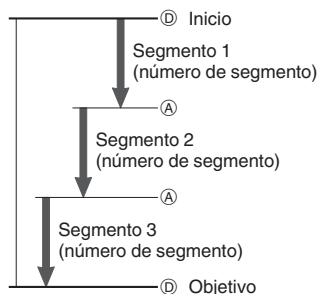 Ⓓ Inicio
Segmento 1
(número de segmento)
Ⓐ
Segmento 2
(número de segmento)
Ⓐ
Segmento 3
(número de segmento)
Ⓓ Objetivo